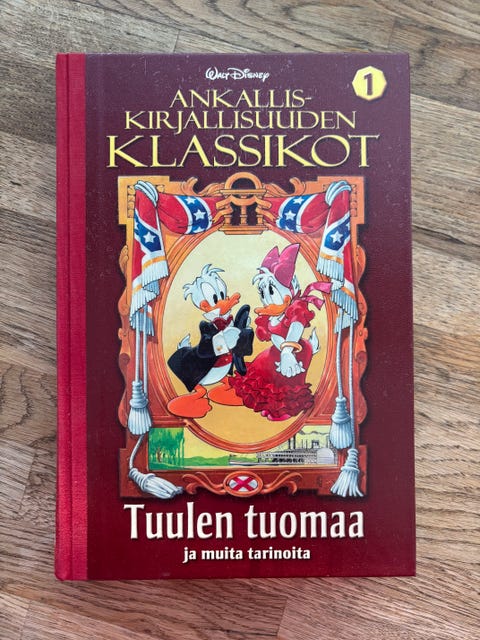 Walt Disney
1
ANKALLIS-
KIRJALLISUUDEN
KLASSIKOT
Tuulen tuomaa
ja muita tarinoita